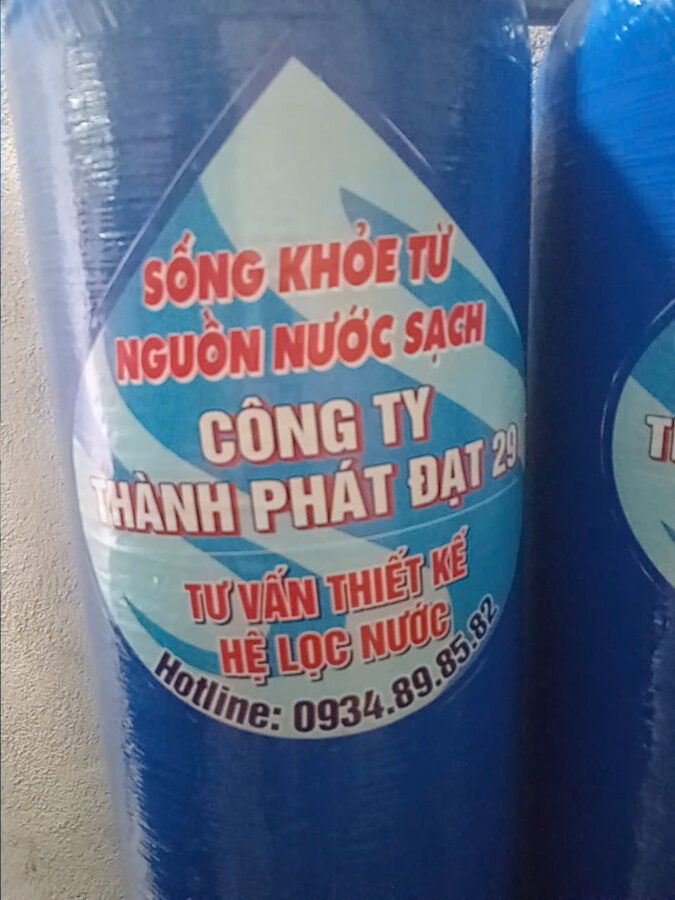 SỐNG KHỎE TỪ
NGUỒN NƯỚC SẠCH
CÔNG TY
THÀNH PHÁT ĐẠT 29
TƯ VẤN THIẾT KẾ
HỆ LỌC NƯỚC
Hotline: 0934.89.85.82